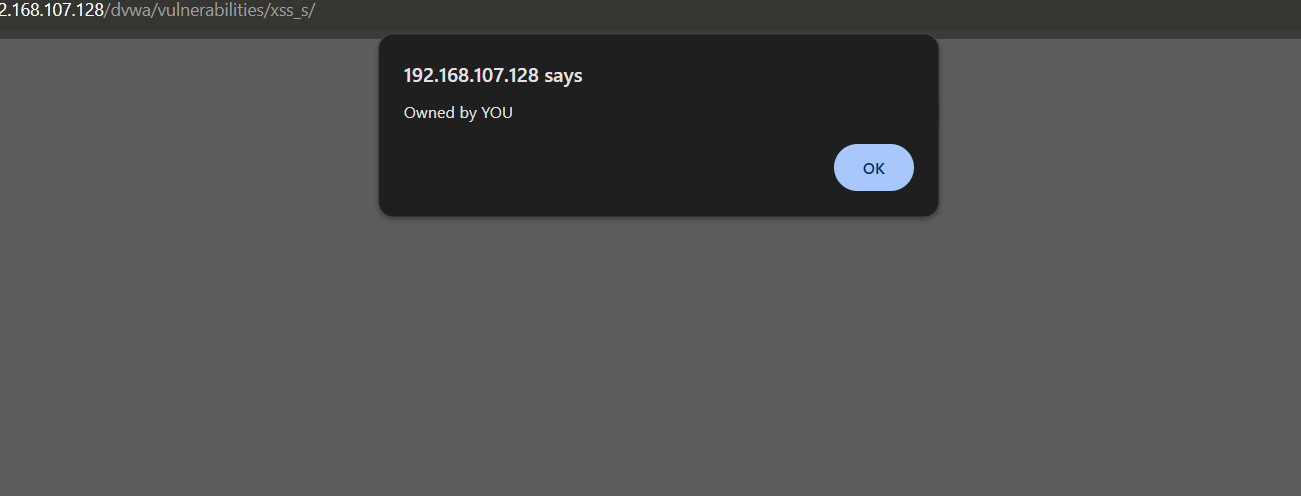 2.168.107.128/dvwa/vulnerabilities/xss_s/
192.168.107.128 says
Owned by YOU
OK